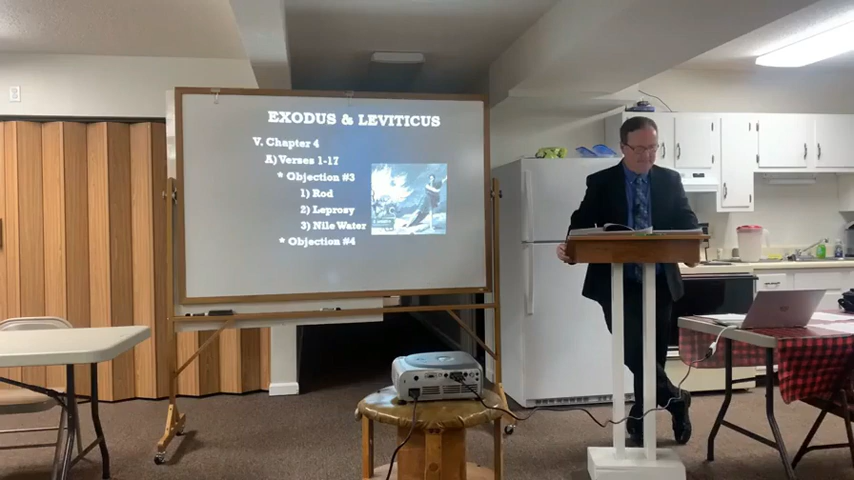 EXODUS & LEVITICUS
V. Chapter 4
A) Verses 1-17
* Objection #3
1) Rod
2) Leprosy
3) Nile Water
* Objection #4